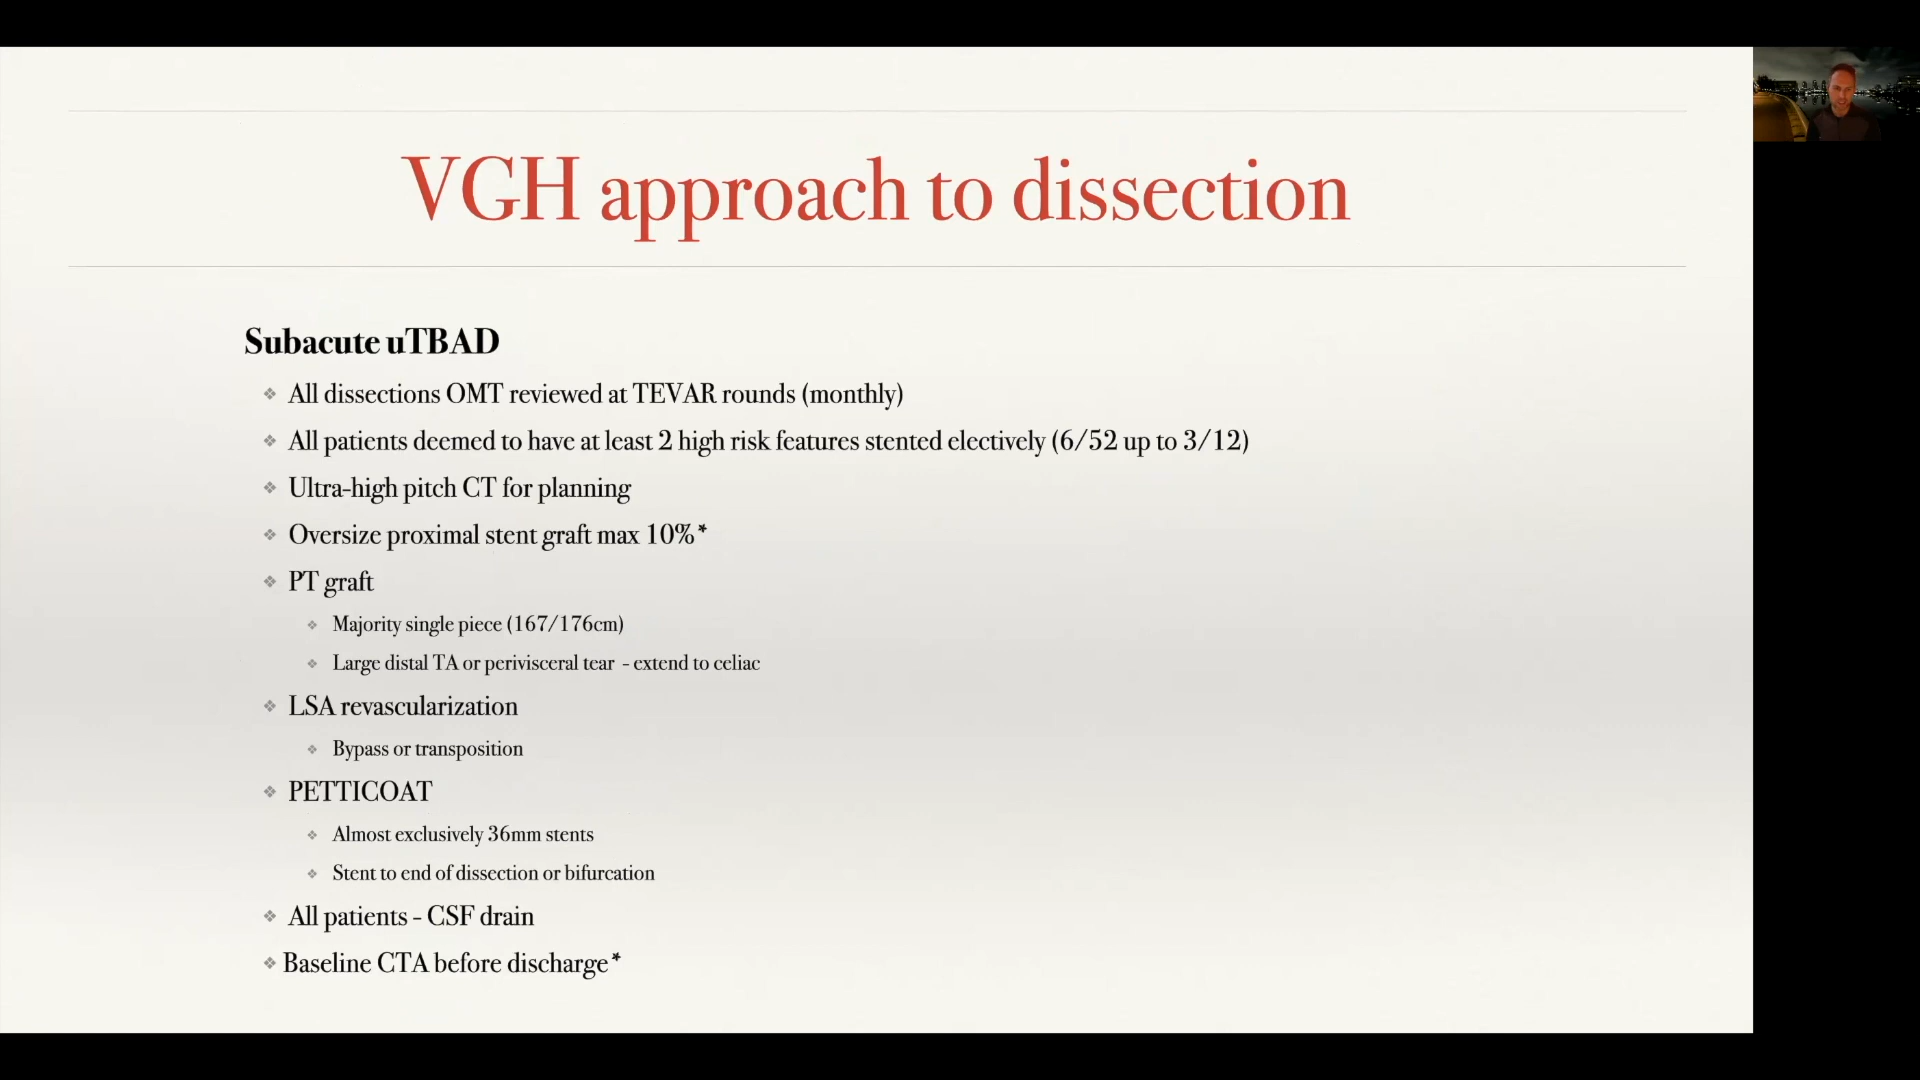 VGH approach to dissection
Subacute uTBAD
All dissections OMT reviewed at TEVAR rounds (monthly)
All patients deemed to have at least 2 high risk features stented electively (6/52 up to 3/12)
Ultra-high pitch CT for planning
Oversize proximal stent graft max 10%*
PT graft
Majority single piece (167/176cm)
Large distal TA or perivisceral tear - extend to celiac
LSA revascularization
Bypass or transposition
PETTICOAT
Almost exclusively 36mm stents
Stent to end of dissection or bifurcation
All patients - CSF drain
Baseline CTA before discharge*